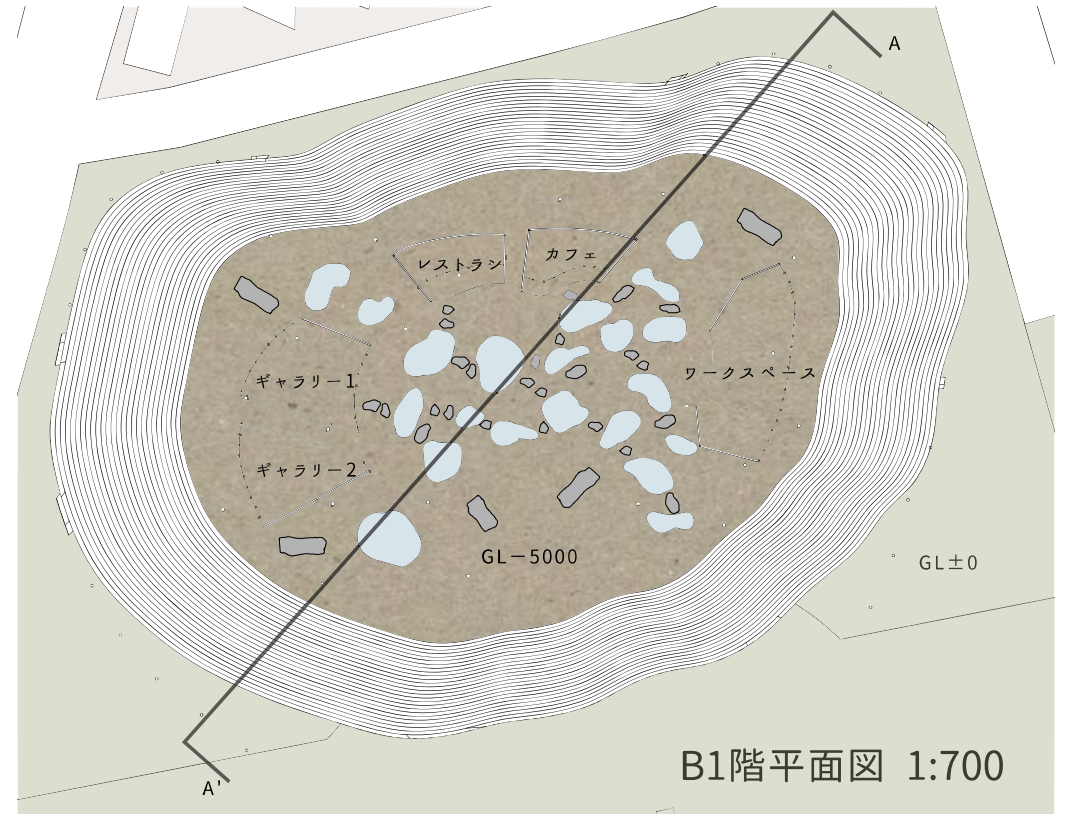 A
レストラン
カフェ
ワークスペース
ギャラリー1
ギャラリー2
GL－5000
GL±0
B1階平面図 1:700
A'